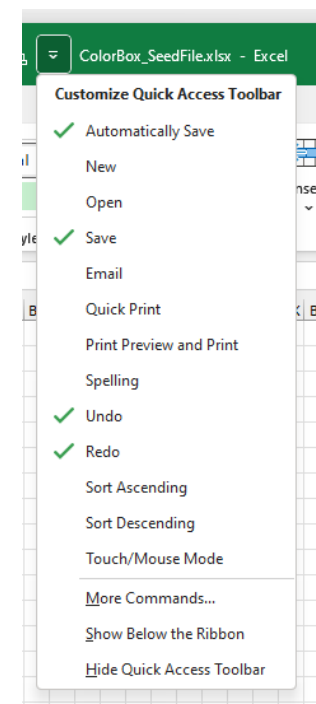 ColorBox_SeedFile.xlsx - Excel
Customize Quick Access Toolbar
Automatically Save
New
Open
Save
Email
Quick Print
Print Preview and Print
Spelling
Undo
Redo
Sort Ascending
Sort Descending
Touch/Mouse Mode
More Commands...
Show Below the Ribbon
Hide Quick Access Toolbar